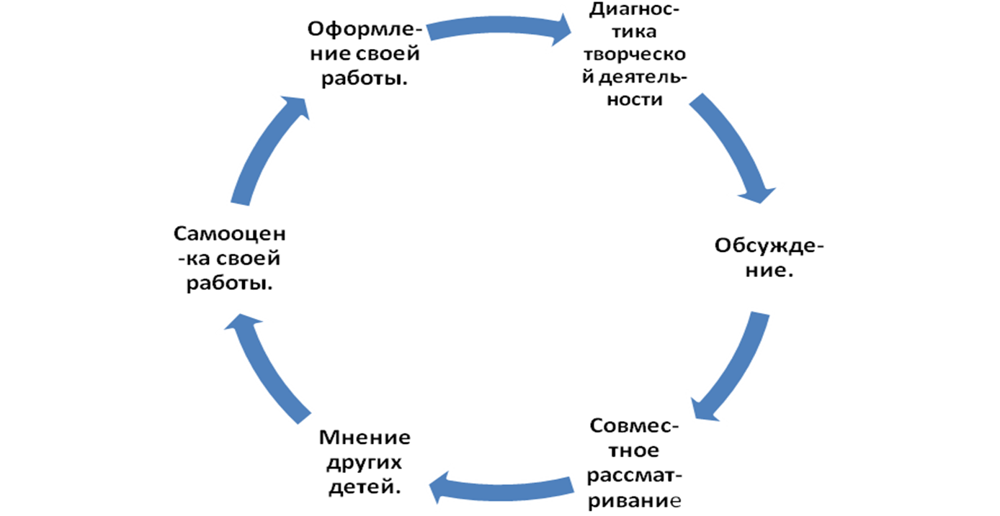 Оформле-
ние своей
работы.
Диагнос-
тика
творческо
й деятель-
ности
Обсужде-
ние.
Совмес-
тное
рассмат-
ривание
Мнение
других
детей.
Самооцен
-ка своей
работы.